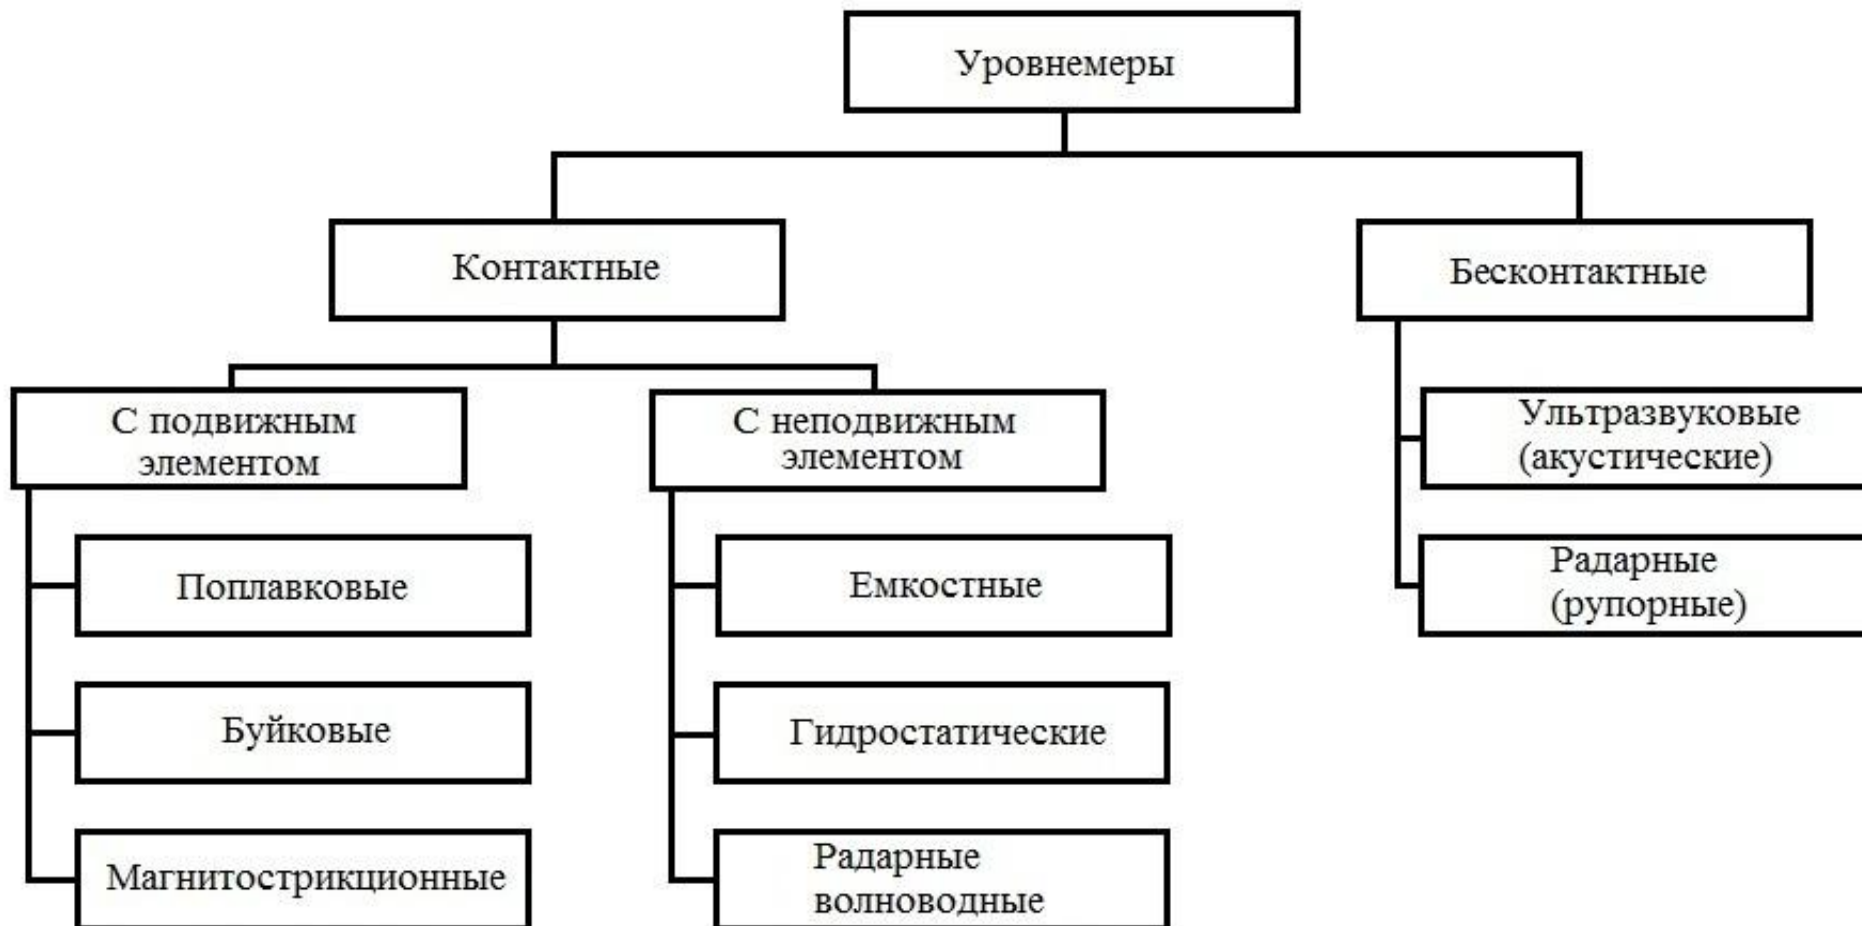 Уровнемеры
Контактные
Бесконтактные
С подвижным
элементом
С неподвижным
элементом
Ультразвуковые
(акустические)
Поплавковые
Емкостные
Радарные
(рупорные)
Буйковые
Гидростатические
Магнитострикционные
Радарные
волноводные